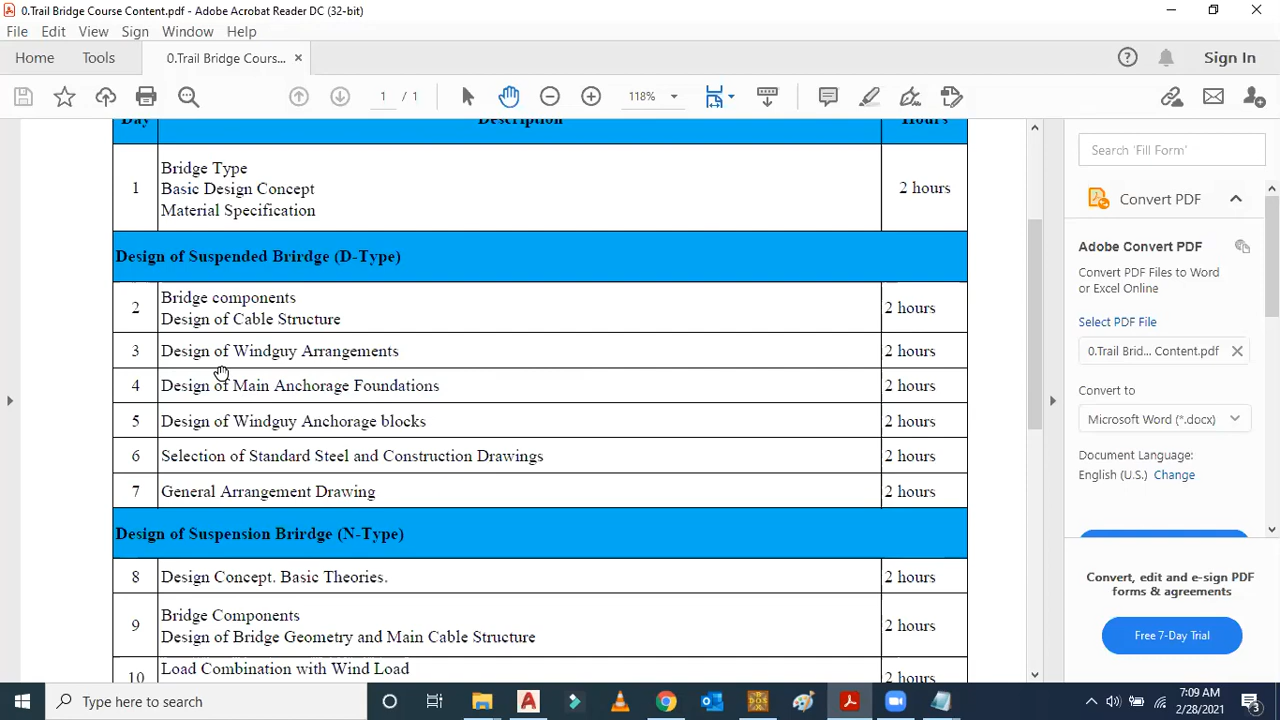 0.Trail Bridge Course Content.pdf - Adobe Acrobat Reader DC (32-bit)
File Edit View Sign Window Help
Home Tools 0.Trail Bridge Cours... × Sign In
1 / 1 118%
Day Description Hours
1 Bridge Type
Basic Design Concept
Material Specification
2 hours
Design of Suspended Brirdge (D-Type)
2 Bridge components
Design of Cable Structure
2 hours
3 Design of Windguy Arrangements 2 hours
4 Design of Main Anchorage Foundations 2 hours
5 Design of Windguy Anchorage blocks 2 hours
6 Selection of Standard Steel and Construction Drawings 2 hours
7 General Arrangement Drawing 2 hours
Design of Suspension Brirdge (N-Type)
8 Design Concept. Basic Theories. 2 hours
9 Bridge Components
Design of Bridge Geometry and Main Cable Structure
2 hours
10 Load Combination with Wind Load 2 hours
Search 'Fill Form'
Convert PDF
Adobe Convert PDF
Convert PDF Files to Word
or Excel Online
Select PDF File
0.Trail Brid... Content.pdf
Convert to
Microsoft Word (*.docx)
Document Language:
English (U.S.) Change
Convert, edit and e-sign PDF
forms & agreements
Free 7-Day Trial
Type here to search
7:09 AM
2/28/2021
3